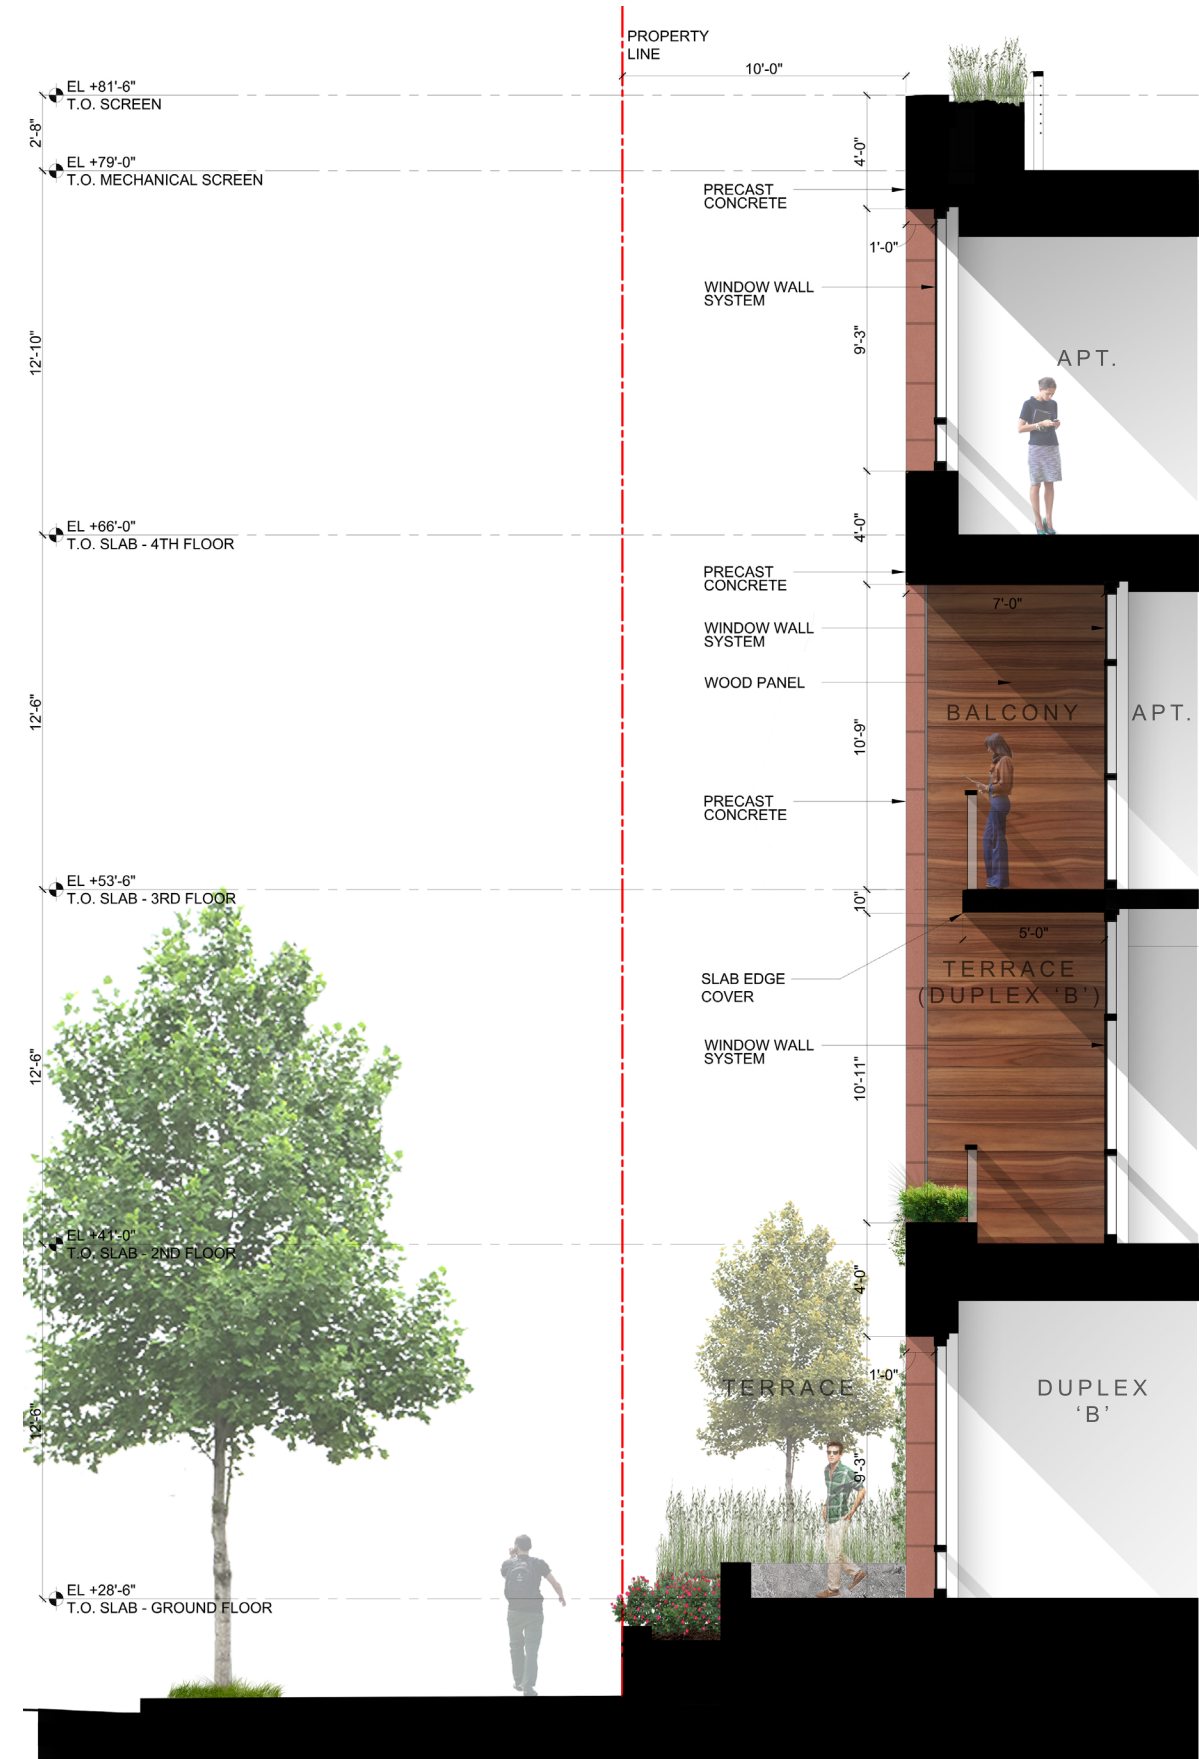 PROPERTY
LINE
10'-0"
EL +81'-6"
T.O. SCREEN
2'-8"
4'-0"
EL +79'-0"
T.O. MECHANICAL SCREEN
PRECAST
CONCRETE
1'-0"
WINDOW WALL
SYSTEM
12'-10"
9'-3"
APT.
EL +66'-0"
T.O. SLAB - 4TH FLOOR
4'-0"
PRECAST
CONCRETE
7'-0"
WINDOW WALL
SYSTEM
WOOD PANEL
12'-6"
10'-9"
BALCONY
APT.
PRECAST
CONCRETE
EL +53'-6"
T.O. SLAB - 3RD FLOOR
10"
5'-0"
SLAB EDGE
COVER
TERRACE
(DUPLEX ‘B’)
WINDOW WALL
SYSTEM
12'-6"
10'-11"
EL +41'-0"
T.O. SLAB - 2ND FLOOR
4'-0"
1'-0"
TERRACE
DUPLEX
‘B’
12'-6"
9'-3"
EL +28'-6"
T.O. SLAB - GROUND FLOOR